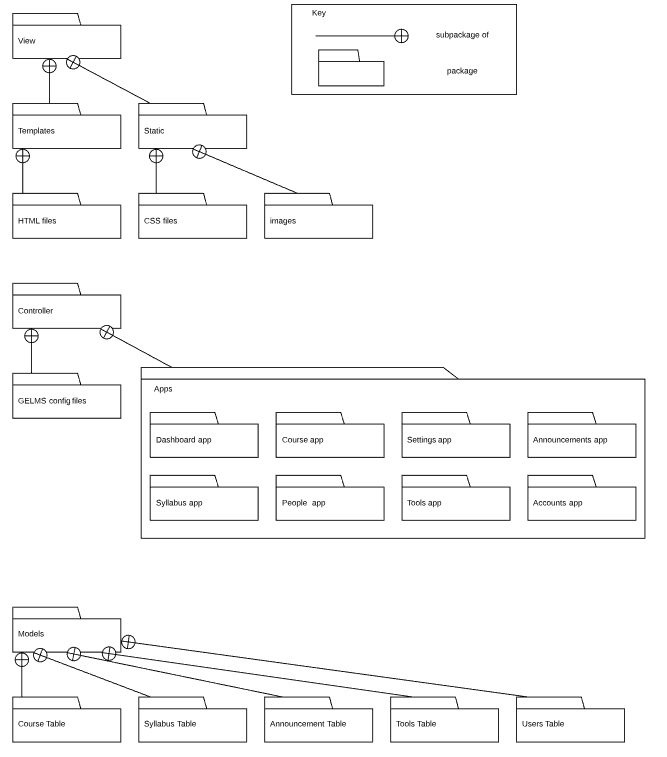 Key
subpackage of
package
View
Templates
Static
HTML files
CSS files
images
Controller
GELMS config files
Apps
Dashboard app
Course app
Settings app
Announcements app
Syllabus app
People app
Tools app
Accounts app
Models
Course Table
Syllabus Table
Announcement Table
Tools Table
Users Table